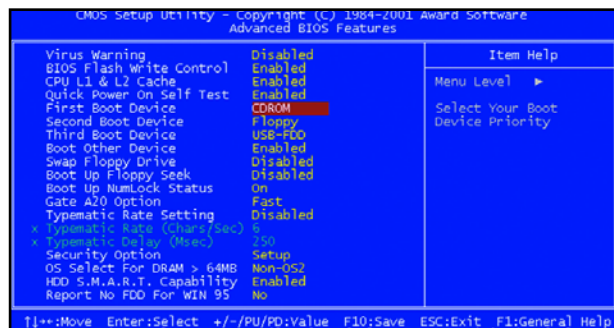 CMOS Setup Utility - Copyright (C) 1984-2001 Award Software
Advanced BIOS Features
Virus Warning Disabled
BIOS Flash Write Control Enabled
CPU L1 & L2 Cache Enabled
Quick Power On Self Test Enabled
First Boot Device CDROM
Second Boot Device Floppy
Third Boot Device USB-FDD
Boot Other Device Enabled
Swap Floppy Drive Disabled
Boot Up Floppy Seek Disabled
Boot Up NumLock Status On
Gate A20 Option Fast
Typematic Rate Setting Disabled
x Typematic Rate (Chars/Sec) 6
x Typematic Delay (Msec) 250
Security Option Setup
OS Select For DRAM > 64MB Non-OS2
HDD S.M.A.R.T. Capability Enabled
Report No FDD For WIN 95 No
Item Help
Menu Level ►
Select Your Boot
Device Priority
↑↓→←:Move Enter:Select +/-/PU/PD:Value F10:Save ESC:Exit F1:General Help